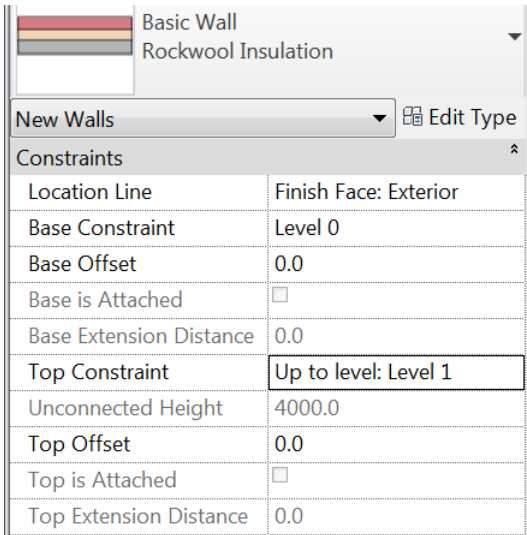 Basic Wall
Rockwool Insulation
New Walls Edit Type
Constraints
Location Line Finish Face: Exterior
Base Constraint Level 0
Base Offset 0.0
Base is Attached
Base Extension Distance 0.0
Top Constraint Up to level: Level 1
Unconnected Height 4000.0
Top Offset 0.0
Top is Attached
Top Extension Distance 0.0